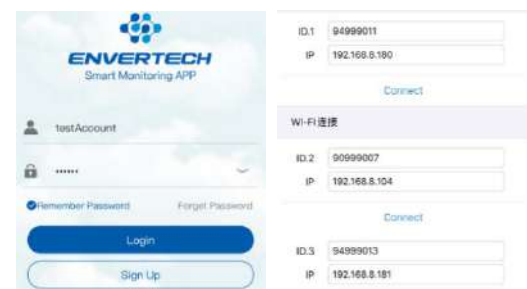 ENVERTECH
Smart Monitoring APP
testAccount
••••••
Remember Password
Forget Password
Login
Sign Up
ID.1 94999011
IP 192.168.8.180
Connect
WI-FI连接
ID.2 90999007
IP 192.168.8.104
Connect
ID.3 94999013
IP 192.168.8.181